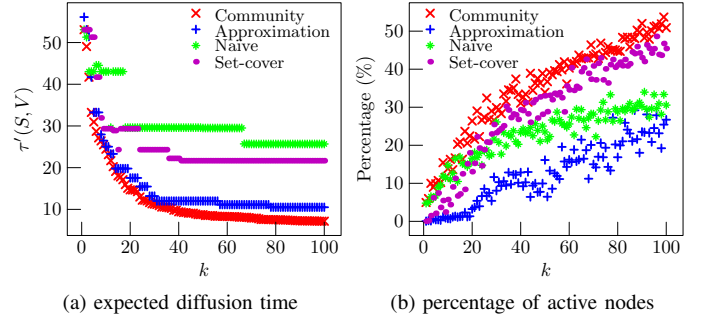 Community
Approximation
Naïve
Set-cover
τ′(S, V)
50
40
30
20
10
0 20 40 60 80 100
k
(a) expected diffusion time
Community
Approximation
Naïve
Set-cover
Percentage (%)
50
40
30
20
10
0
0 20 40 60 80 100
k
(b) percentage of active nodes